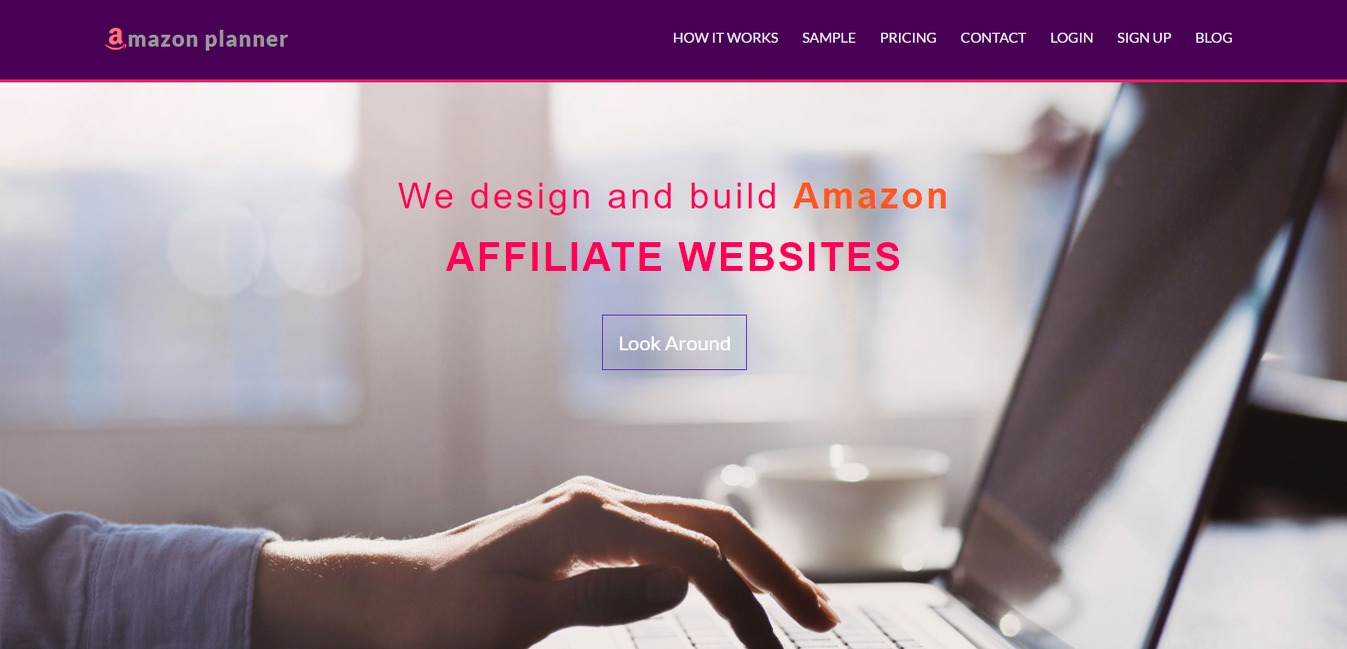 amazon planner
HOW IT WORKS SAMPLE PRICING CONTACT LOGIN SIGN UP BLOG
We design and build Amazon
AFFILIATE WEBSITES
Look Around